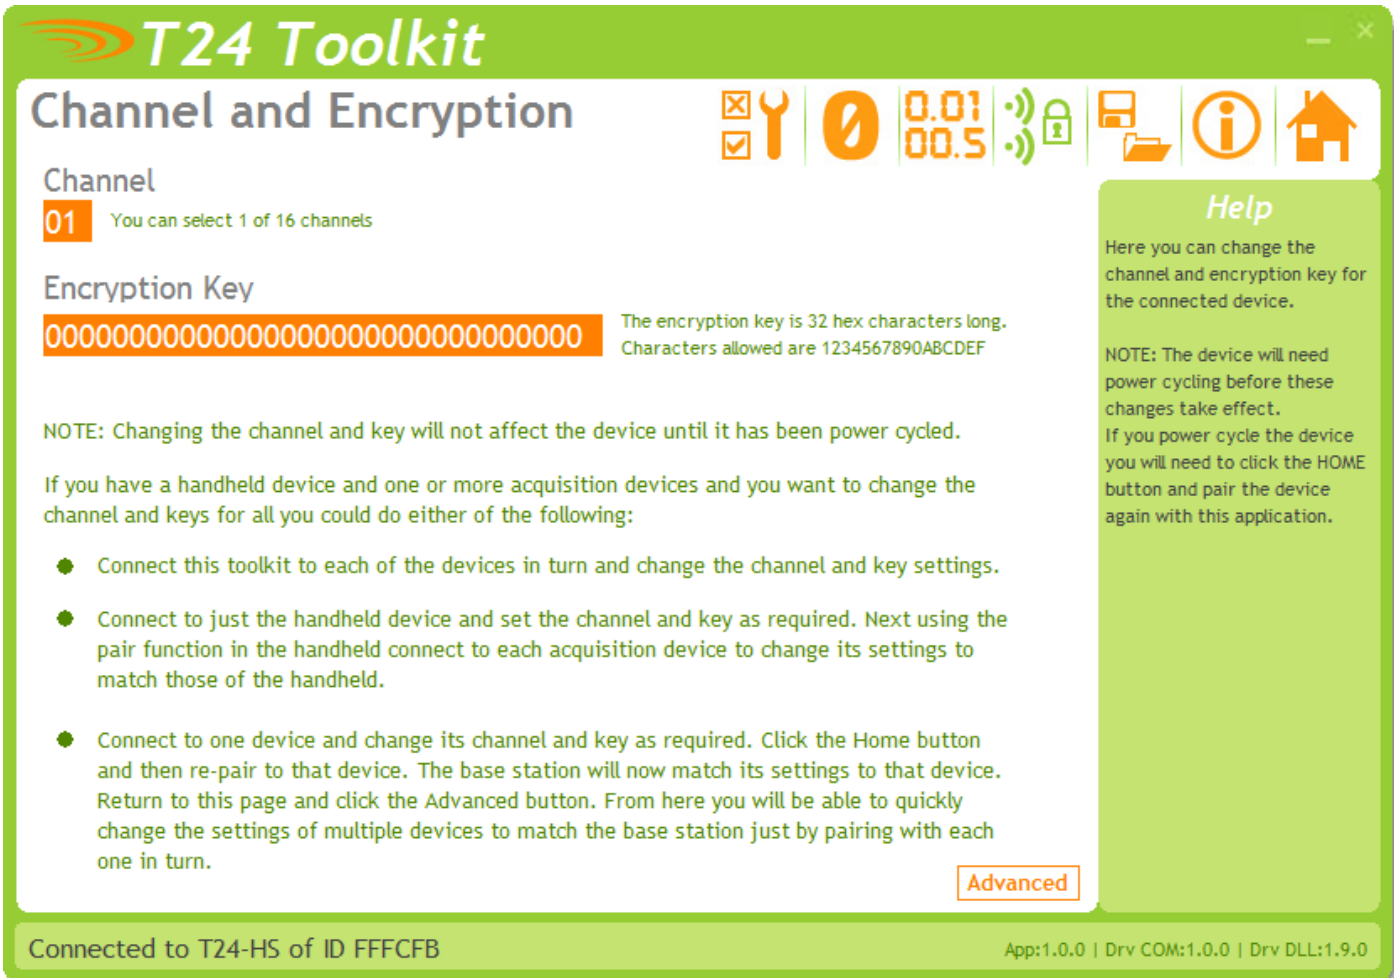 T24 Toolkit
Channel and Encryption
0
0.01
00.5
Channel
01 You can select 1 of 16 channels
Encryption Key
00000000000000000000000000000000
The encryption key is 32 hex characters long.
Characters allowed are 1234567890ABCDEF
NOTE: Changing the channel and key will not affect the device until it has been power cycled.
If you have a handheld device and one or more acquisition devices and you want to change the
channel and keys for all you could do either of the following:
Connect this toolkit to each of the devices in turn and change the channel and key settings.
Connect to just the handheld device and set the channel and key as required. Next using the
pair function in the handheld connect to each acquisition device to change its settings to
match those of the handheld.
Connect to one device and change its channel and key as required. Click the Home button
and then re-pair to that device. The base station will now match its settings to that device.
Return to this page and click the Advanced button. From here you will be able to quickly
change the settings of multiple devices to match the base station just by pairing with each
one in turn.
Advanced
Help
Here you can change the
channel and encryption key for
the connected device.
NOTE: The device will need
power cycling before these
changes take effect.
If you power cycle the device
you will need to click the HOME
button and pair the device
again with this application.
Connected to T24-HS of ID FFFCFB
App:1.0.0 | Drv COM:1.0.0 | Drv DLL:1.9.0